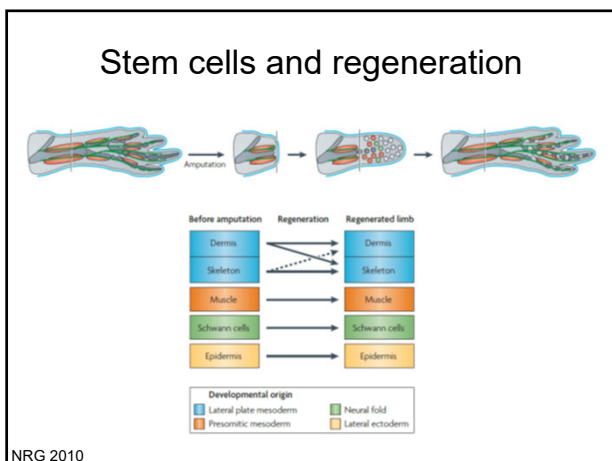 Stem cells and regeneration
Amputation
Before amputation Regeneration Regenerated limb
Dermis Dermis
Skeleton Skeleton
Muscle Muscle
Schwann cells Schwann cells
Epidermis Epidermis
Developmental origin
Lateral plate mesoderm Neural fold
Presomitic mesoderm Lateral ectoderm
NRG 2010